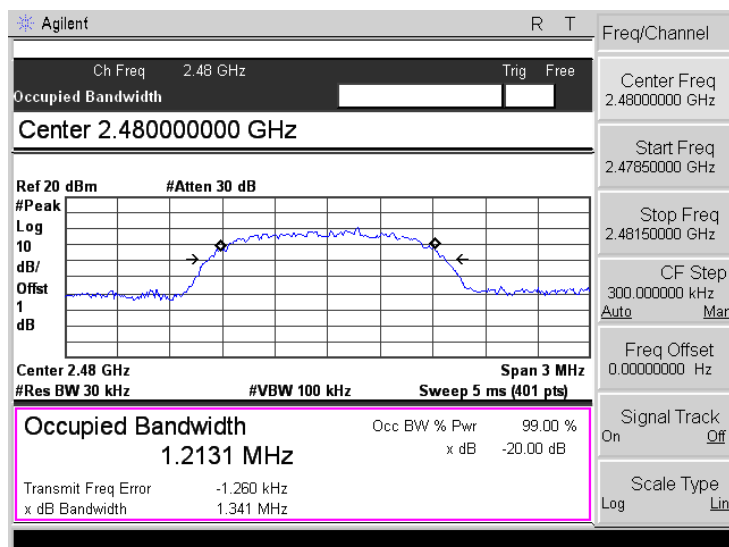 Agilent R T
Ch Freq 2.48 GHz Trig Free
Occupied Bandwidth
Center 2.480000000 GHz
Ref 20 dBm #Atten 30 dB
#Peak
Log
10
dB/
Offst
1
dB
Center 2.48 GHz Span 3 MHz
#Res BW 30 kHz #VBW 100 kHz Sweep 5 ms (401 pts)
Occupied Bandwidth Occ BW % Pwr 99.00 %
1.2131 MHz x dB -20.00 dB
Transmit Freq Error -1.260 kHz
x dB Bandwidth 1.341 MHz
Freq/Channel
Center Freq
2.48000000 GHz
Start Freq
2.47850000 GHz
Stop Freq
2.48150000 GHz
CF Step
300.000000 kHz
Auto Man
Freq Offset
0.00000000 Hz
Signal Track
On Off
Scale Type
Log Lin